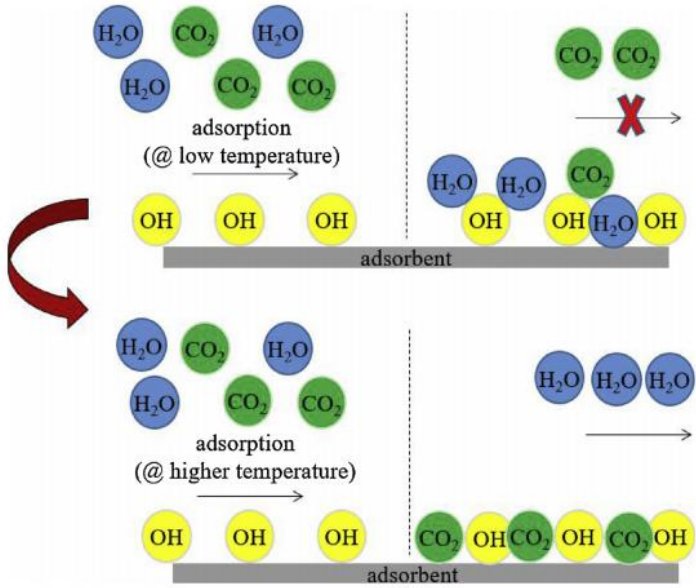 H₂O CO₂ H₂O
H₂O CO₂ CO₂
adsorption
(@ low temperature)
OH OH OH
CO₂ CO₂
X
CO₂
H₂O H₂O
OH OH H₂O OH
adsorbent
H₂O CO₂ H₂O
H₂O CO₂ CO₂
adsorption
(@ higher temperature)
OH OH OH
H₂O H₂O H₂O
CO₂ OH CO₂ OH CO₂ OH
adsorbent